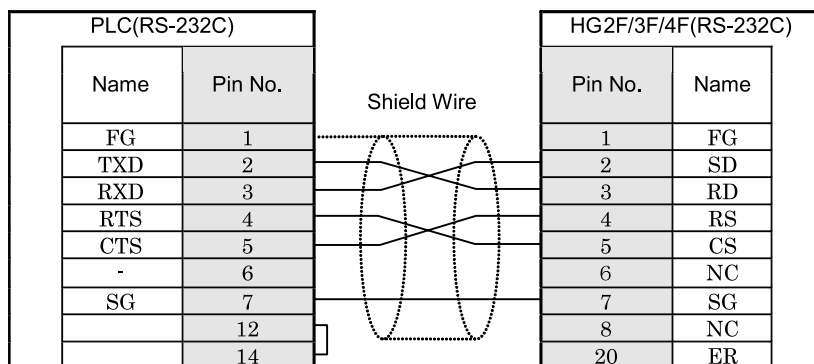 PLC(RS-232C) HG2F/3F/4F(RS-232C)
Name Pin No. Shield Wire Pin No. Name
FG 1 1 FG
TXD 2 2 SD
RXD 3 3 RD
RTS 4 4 RS
CTS 5 5 CS
- 6 6 NC
SG 7 7 SG
12 8 NC
14 20 ER